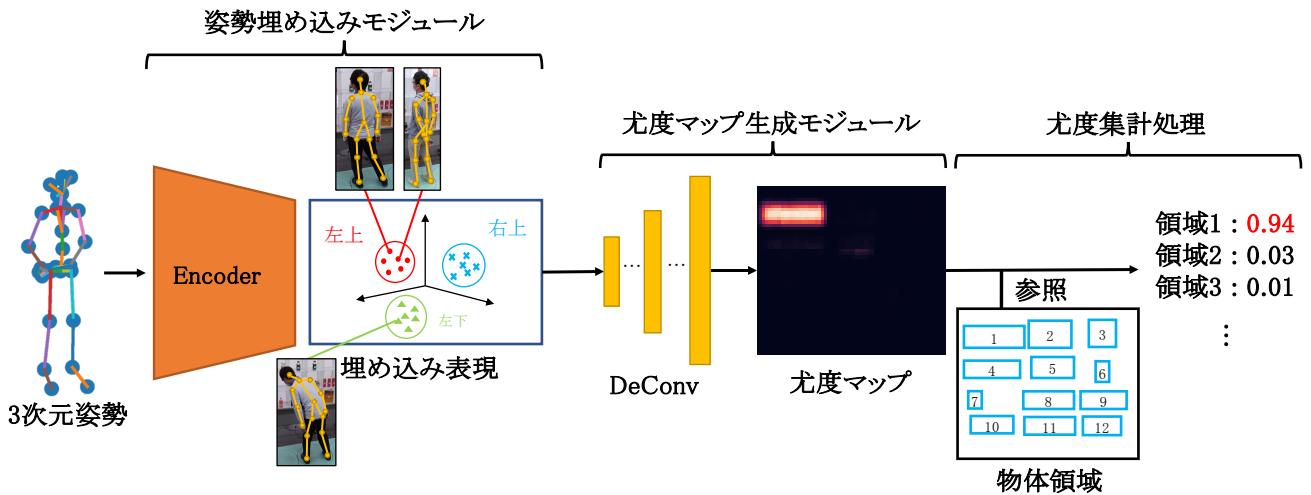 姿勢埋め込みモジュール
尤度マップ生成モジュール
尤度集計処理
左上
右上
左下
Encoder
3次元姿勢
埋め込み表現
…
…
DeConv
尤度マップ
参照
領域1 : 0.94
領域2 : 0.03
領域3 : 0.01
⋮
1 2 3
4 5 6
7 8 9
10 11 12
物体領域